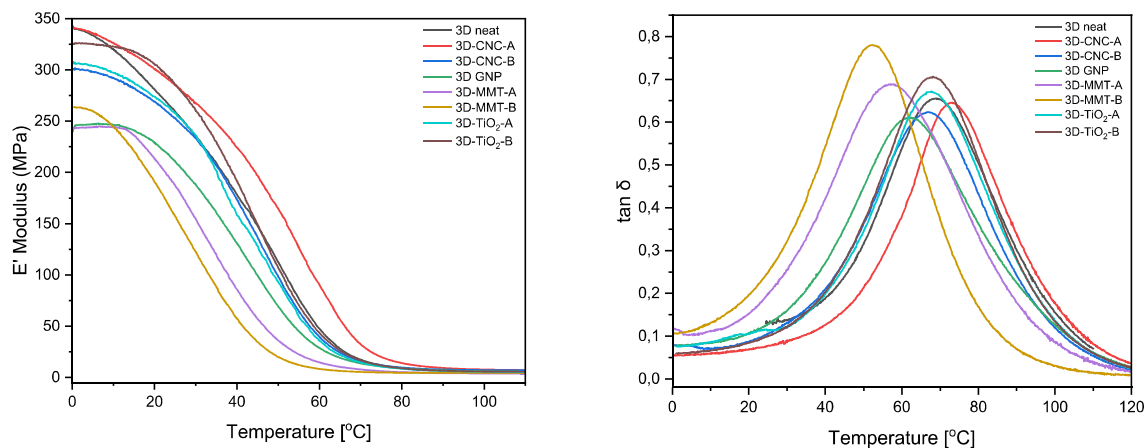 350
300
250
200
150
100
50
0
E' Modulus (MPa)
0
20
40
60
80
100
Temperature [°C]
3D neat
3D-CNC-A
3D-CNC-B
3D GNP
3D-MMT-A
3D-MMT-B
3D-TiO₂-A
3D-TiO₂-B
0,8
0,7
0,6
0,5
0,4
0,3
0,2
0,1
0,0
tan δ
0
20
40
60
80
100
120
Temperature [°C]
3D neat
3D-CNC-A
3D-CNC-B
3D GNP
3D-MMT-A
3D-MMT-B
3D-TiO₂-A
3D-TiO₂-B